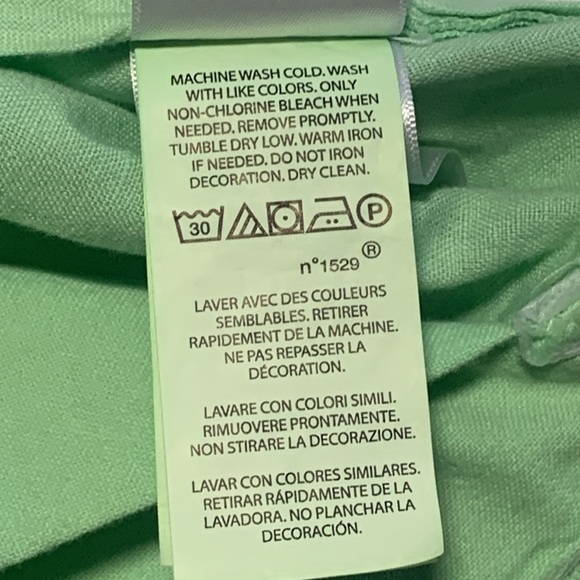 MACHINE WASH COLD. WASH
WITH LIKE COLORS. ONLY
NON-CHLORINE BLEACH WHEN
NEEDED. REMOVE PROMPTLY.
TUMBLE DRY LOW. WARM IRON
IF NEEDED. DO NOT IRON
DECORATION. DRY CLEAN.
30 P
n°1529 ®
LAVER AVEC DES COULEURS
SEMBLABLES. RETIRER
RAPIDEMENT DE LA MACHINE.
NE PAS REPASSER LA
DÉCORATION.
LAVARE CON COLORI SIMILI.
RIMUOVERE PRONTAMENTE.
NON STIRARE LA DECORAZIONE.
LAVAR CON COLORES SIMILARES.
RETIRAR RÁPIDAMENTE DE LA
LAVADORA. NO PLANCHAR LA
DECORACIÓN.